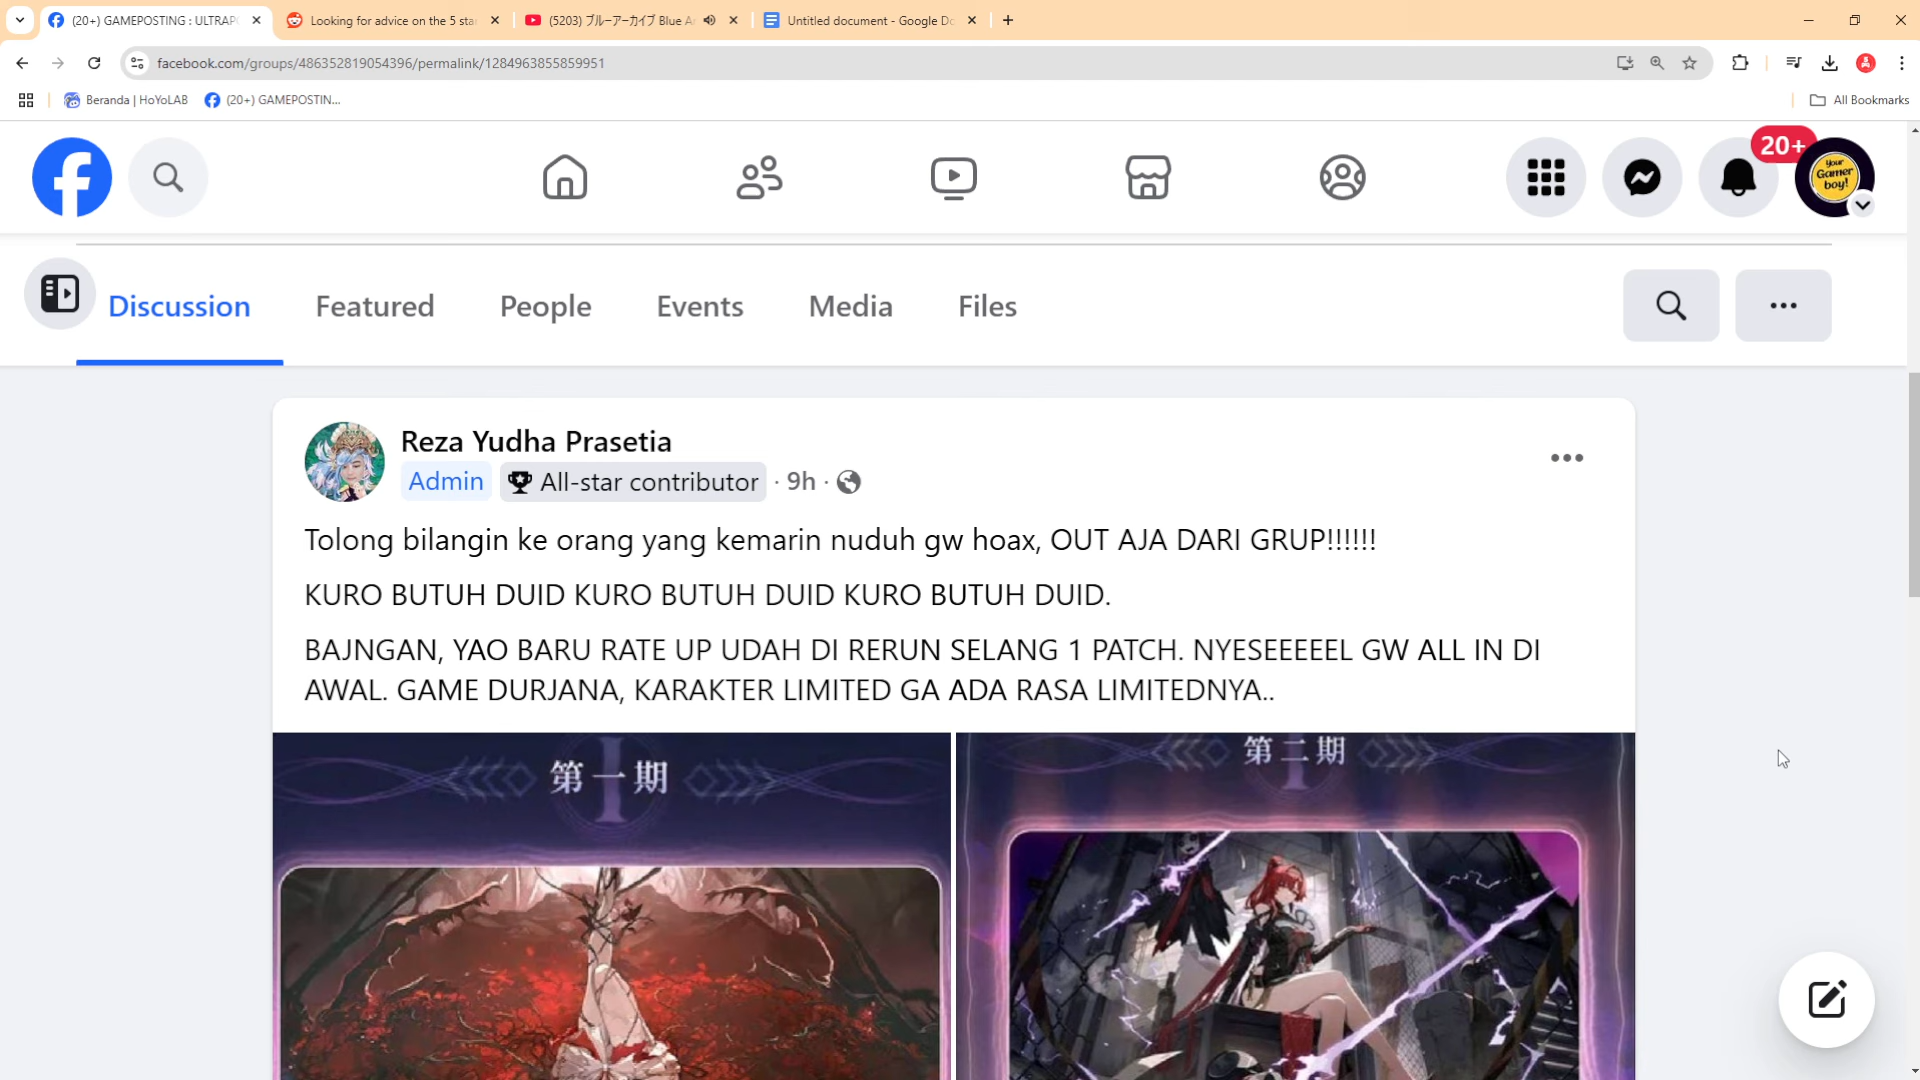 (20+) GAMEPOSTING : ULTRAP
Looking for advice on the 5 sta
(5203) ブルーアーカイブ Blue A
Untitled document - Google Do
facebook.com/groups/486352819054396/permalink/1284963855859951
Beranda | HoYoLAB
(20+) GAMEPOSTIN...
All Bookmarks
20+
Your Gamer boy!
Discussion
Featured
People
Events
Media
Files
Reza Yudha Prasetia
Admin
All-star contributor · 9h ·
Tolong bilangin ke orang yang kemarin nuduh gw hoax, OUT AJA DARI GRUP!!!!!!
KURO BUTUH DUID KURO BUTUH DUID KURO BUTUH DUID.
BAJNGAN, YAO BARU RATE UP UDAH DI RERUN SELANG 1 PATCH. NYESEEEEEL GW ALL IN DI
AWAL. GAME DURJANA, KARAKTER LIMITED GA ADA RASA LIMITEDNYA..
第一期
第二期